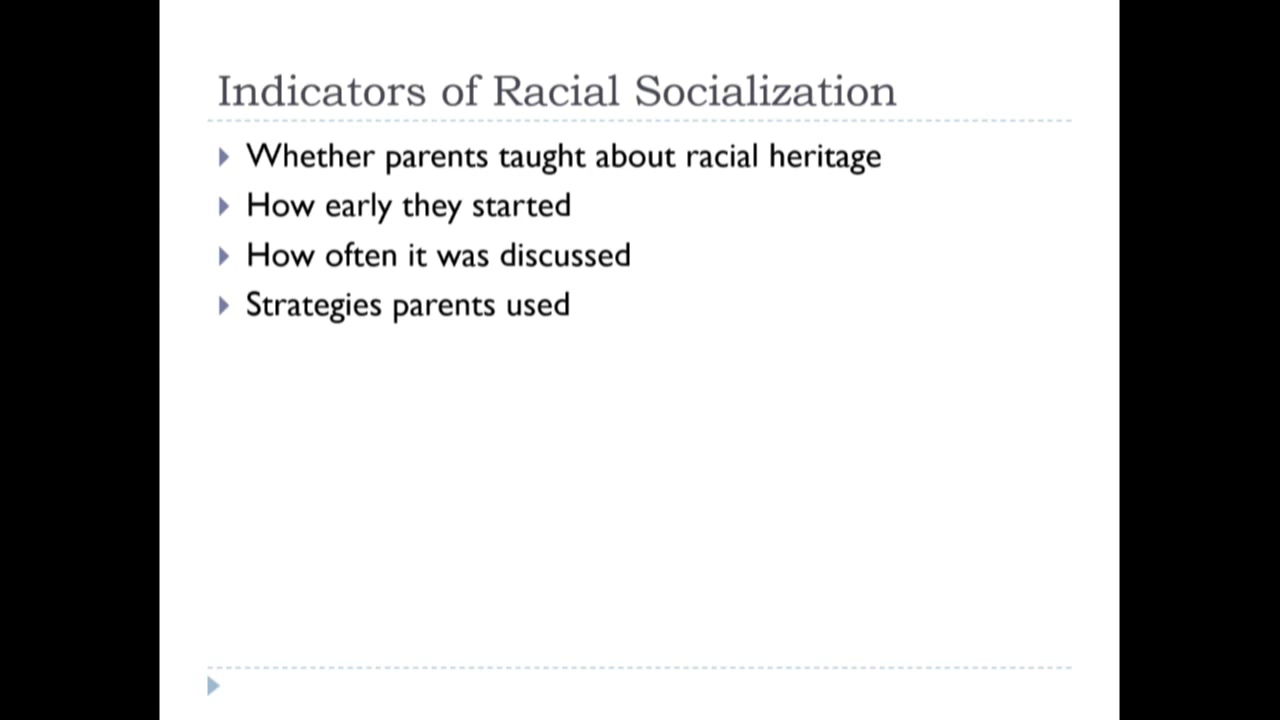 Indicators of Racial Socialization
Whether parents taught about racial heritage
How early they started
How often it was discussed
Strategies parents used